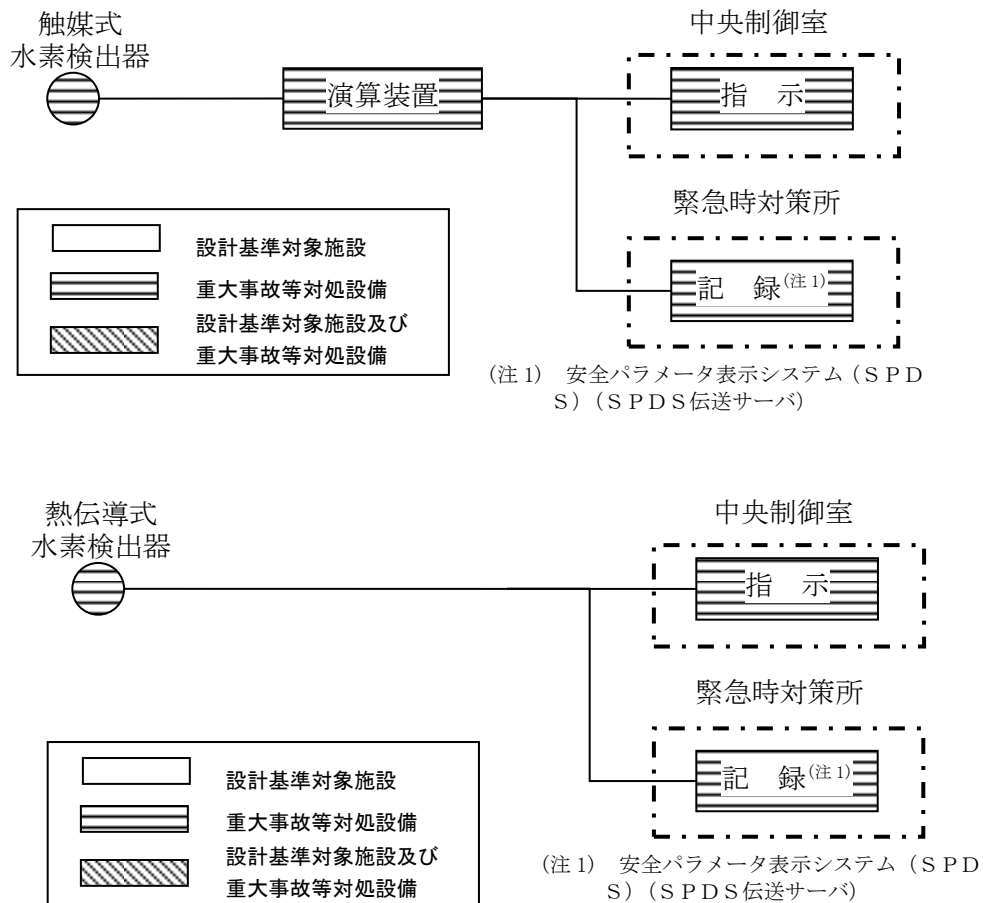 触媒式
水素検出器
中央制御室
演算装置
指　示
緊急時対策所
記　録(注1)
設計基準対象施設
重大事故等対処設備
設計基準対象施設及び
重大事故等対処設備
(注1)　安全パラメータ表示システム（ＳＰＤ
Ｓ）（ＳＰＤＳ伝送サーバ）
熱伝導式
水素検出器
中央制御室
指　示
緊急時対策所
記　録(注1)
設計基準対象施設
重大事故等対処設備
設計基準対象施設及び
重大事故等対処設備
(注1)　安全パラメータ表示システム（ＳＰＤ
Ｓ）（ＳＰＤＳ伝送サーバ）